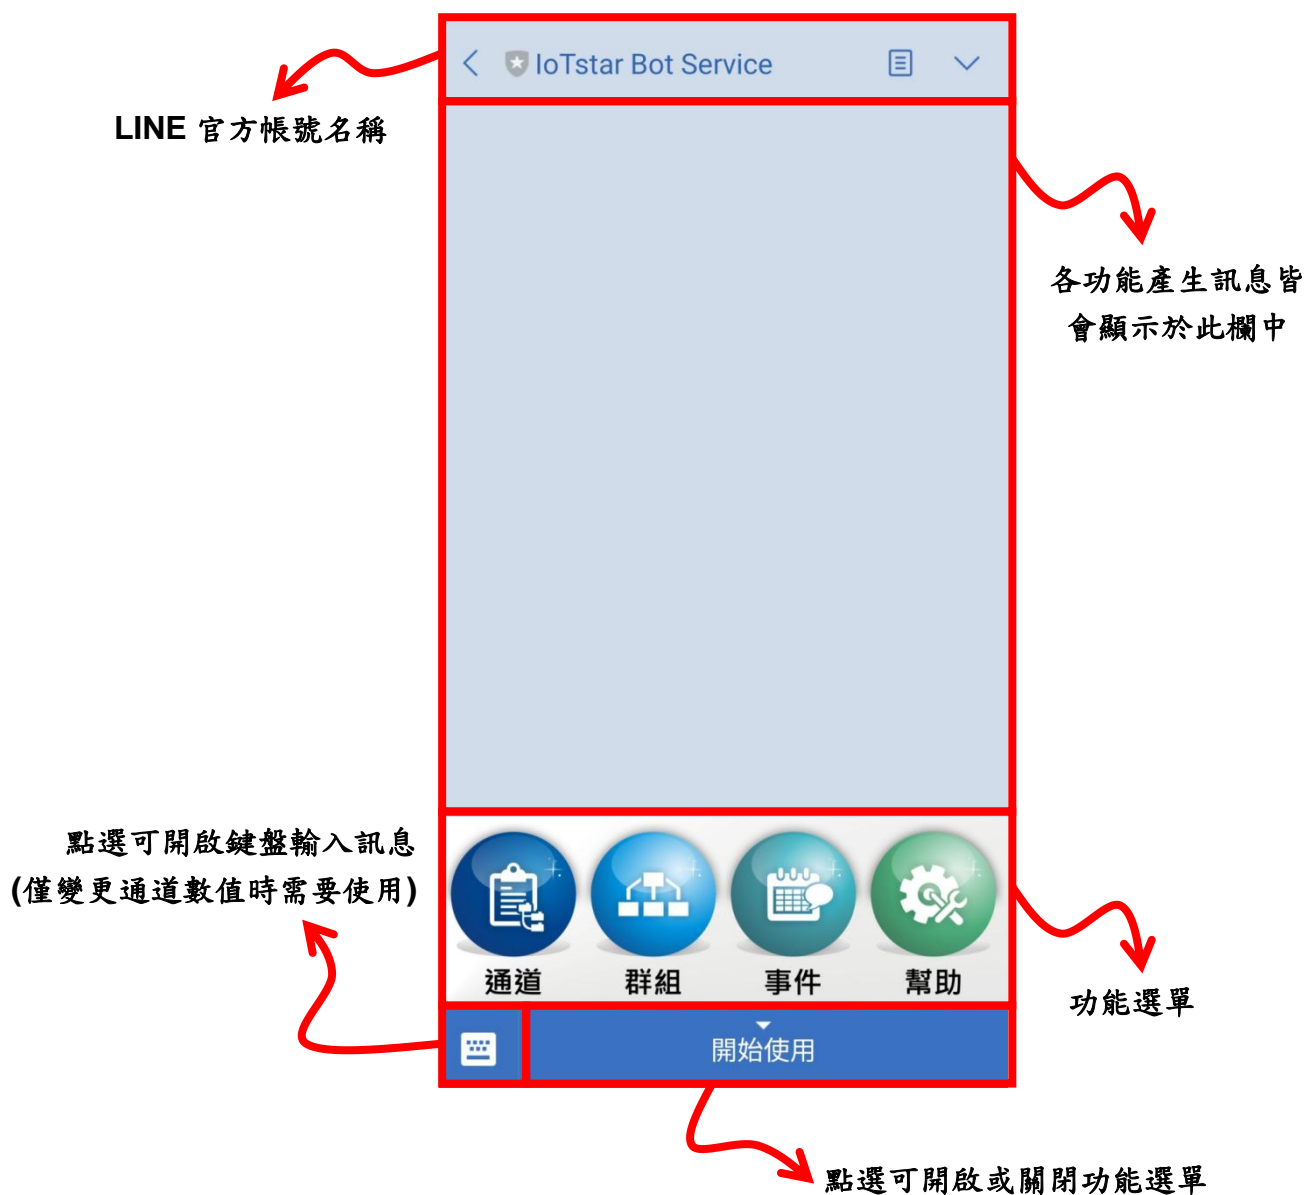 IoTstar Bot Service
LINE 官方帳號名稱
各功能產生訊息皆
會顯示於此欄中
點選可開啟鍵盤輸入訊息
(僅變更通道數值時需要使用)
通道
群組
事件
幫助
功能選單
開始使用
點選可開啟或關閉功能選單